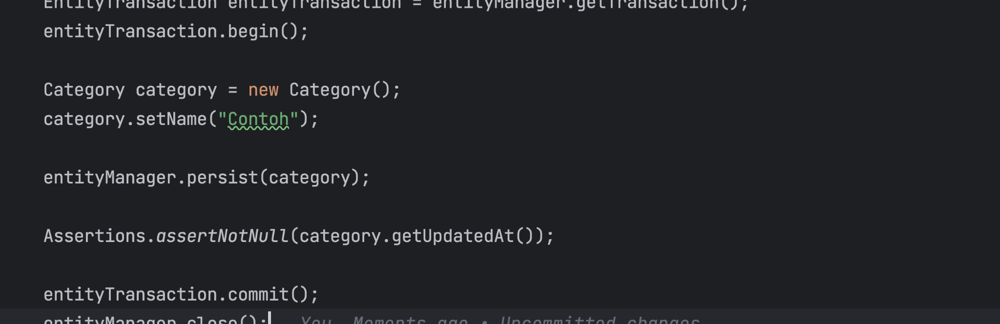 EntityTransaction entityTransaction = entityManager.getTransaction();
entityTransaction.begin();
Category category = new Category();
category.setName("Contoh");
entityManager.persist(category);
Assertions.assertNotNull(category.getUpdatedAt());
entityTransaction.commit();
entityManager.close(); You, Moments ago • Uncommitted changes